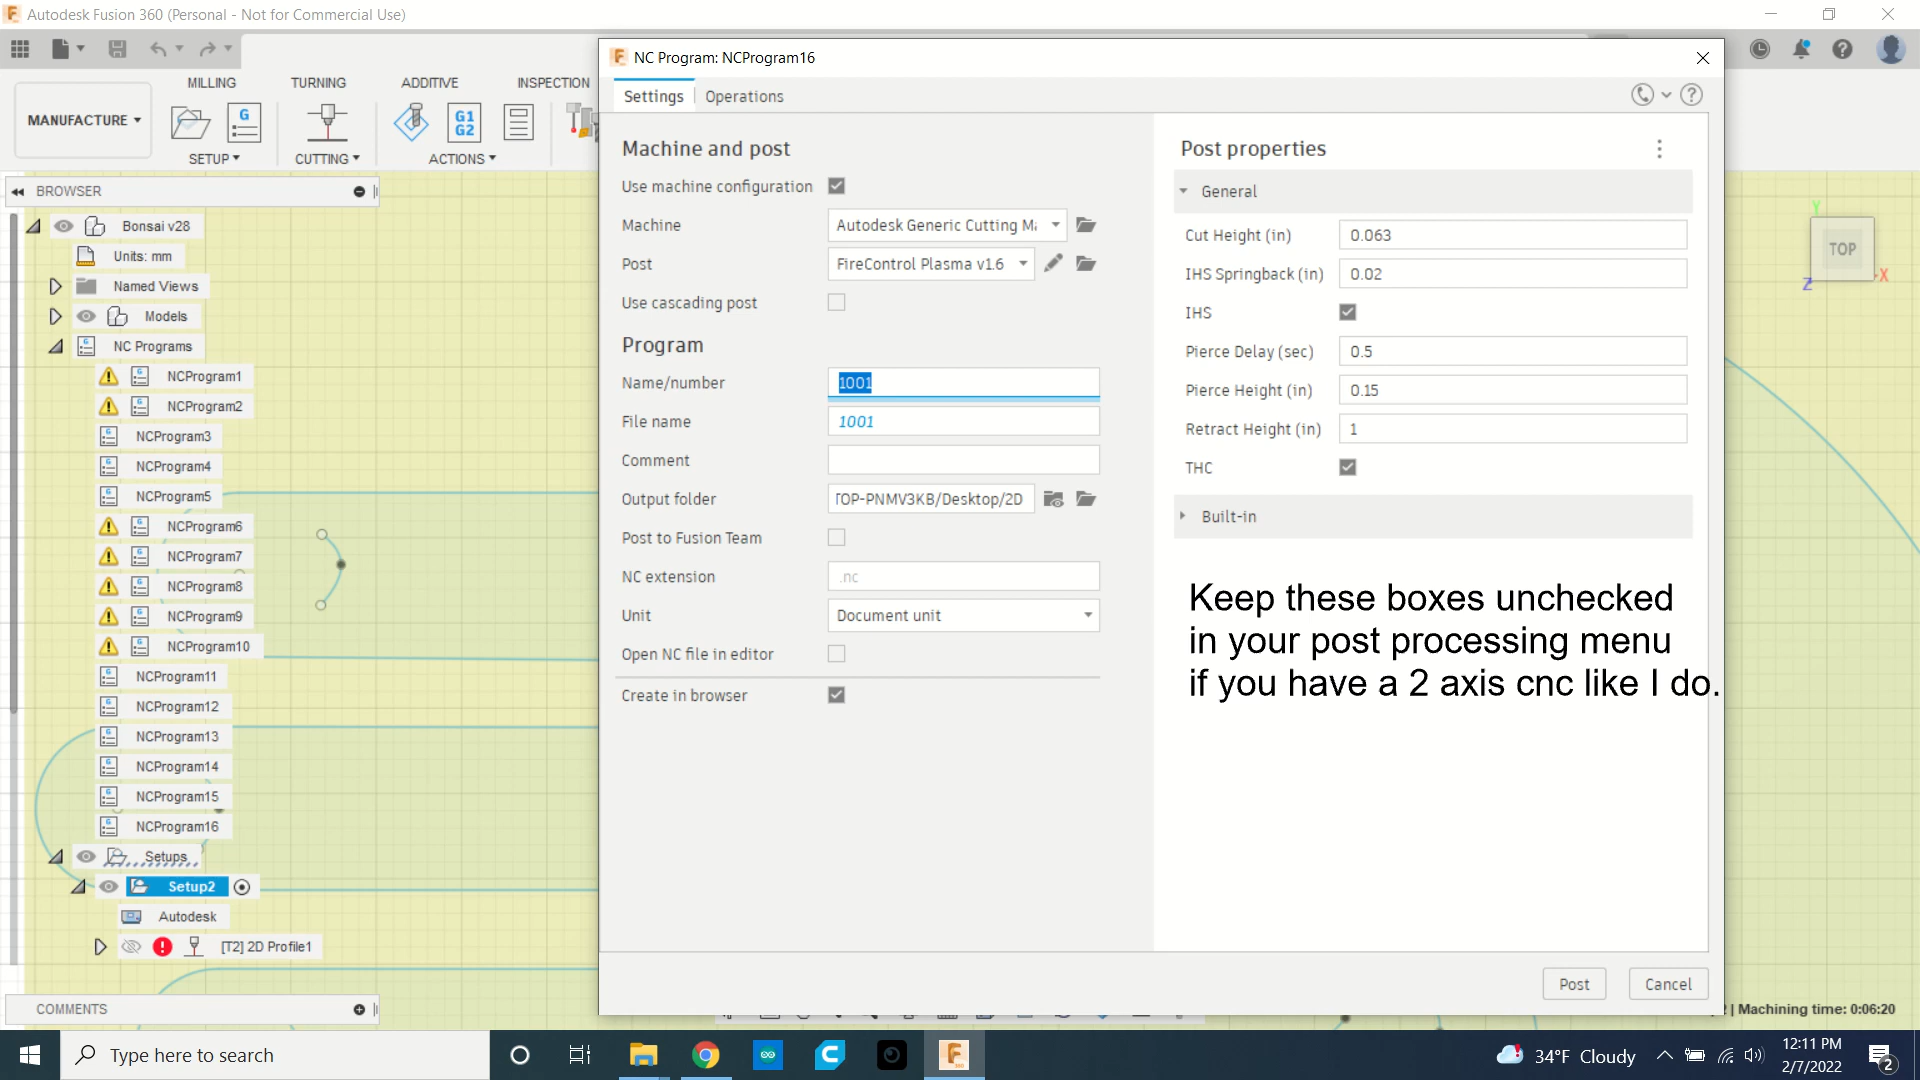 Autodesk Fusion 360 (Personal - Not for Commercial Use)
MILLING TURNING ADDITIVE INSPECTION
MANUFACTURE
SETUP CUTTING ACTIONS
G1
G2
BROWSER
Bonsai v28
Units: mm
Named Views
Models
NC Programs
NCProgram1
NCProgram2
NCProgram3
NCProgram4
NCProgram5
NCProgram6
NCProgram7
NCProgram8
NCProgram9
NCProgram10
NCProgram11
NCProgram12
NCProgram13
NCProgram14
NCProgram15
NCProgram16
Setups
Setup2
Autodesk
[T2] 2D Profile1
COMMENTS
NC Program: NCProgram16
Settings Operations
Machine and post
Use machine configuration
Machine Autodesk Generic Cutting
Post FireControl Plasma v1.6
Use cascading post
Program
Name/number 1001
File name 1001
Comment
Output folder TOP-PNMV3KB/Desktop/2D
Post to Fusion Team
NC extension .nc
Unit Document unit
Open NC file in editor
Create in browser
Post properties
General
Cut Height (in) 0.063
IHS Springback (in) 0.02
IHS
Pierce Delay (sec) 0.5
Pierce Height (in) 0.15
Retract Height (in) 1
THC
Built-in
Keep these boxes unchecked
in your post processing menu
if you have a 2 axis cnc like I do.
Post Cancel
Y
TOP
X
Z
| Machining time: 0:06:20
Type here to search
34°F Cloudy
12:11 PM
2/7/2022
2